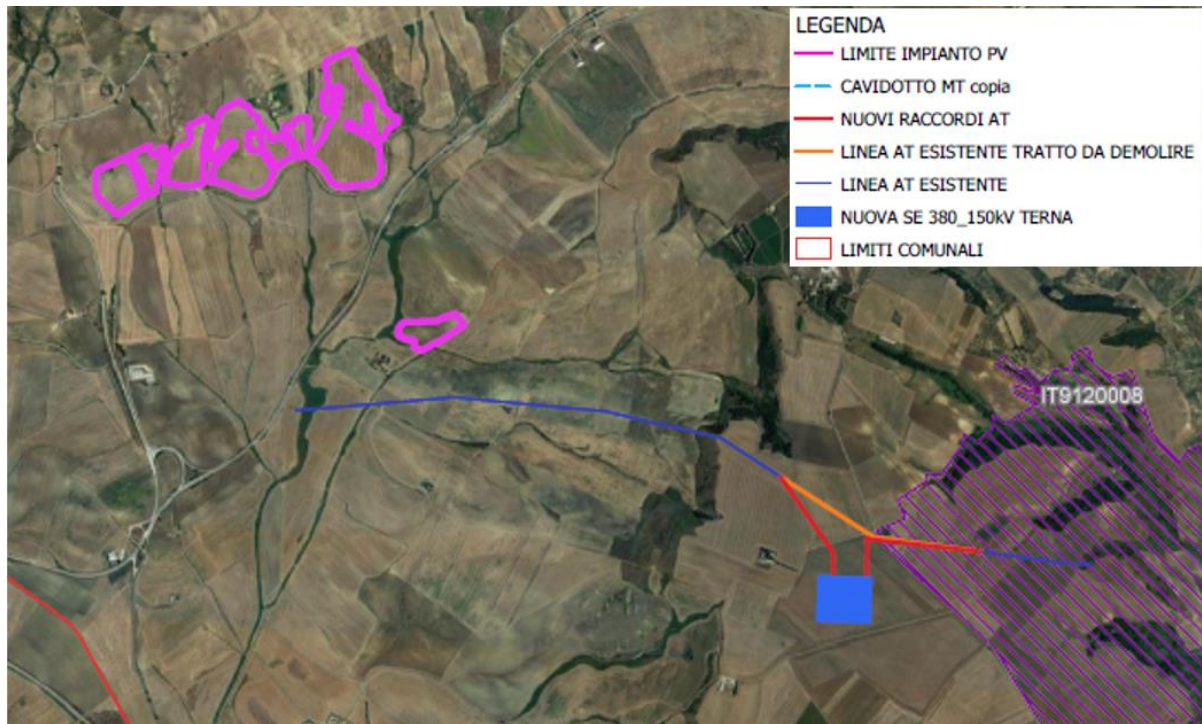 LEGENDA
LIMITE IMPIANTO PV
CAVIDOTTO MT copia
NUOVI RACCORDI AT
LINEA AT ESISTENTE TRATTO DA DEMOLIRE
LINEA AT ESISTENTE
NUOVA SE 380_150kV TERNA
LIMITI COMUNALI
IT9120008